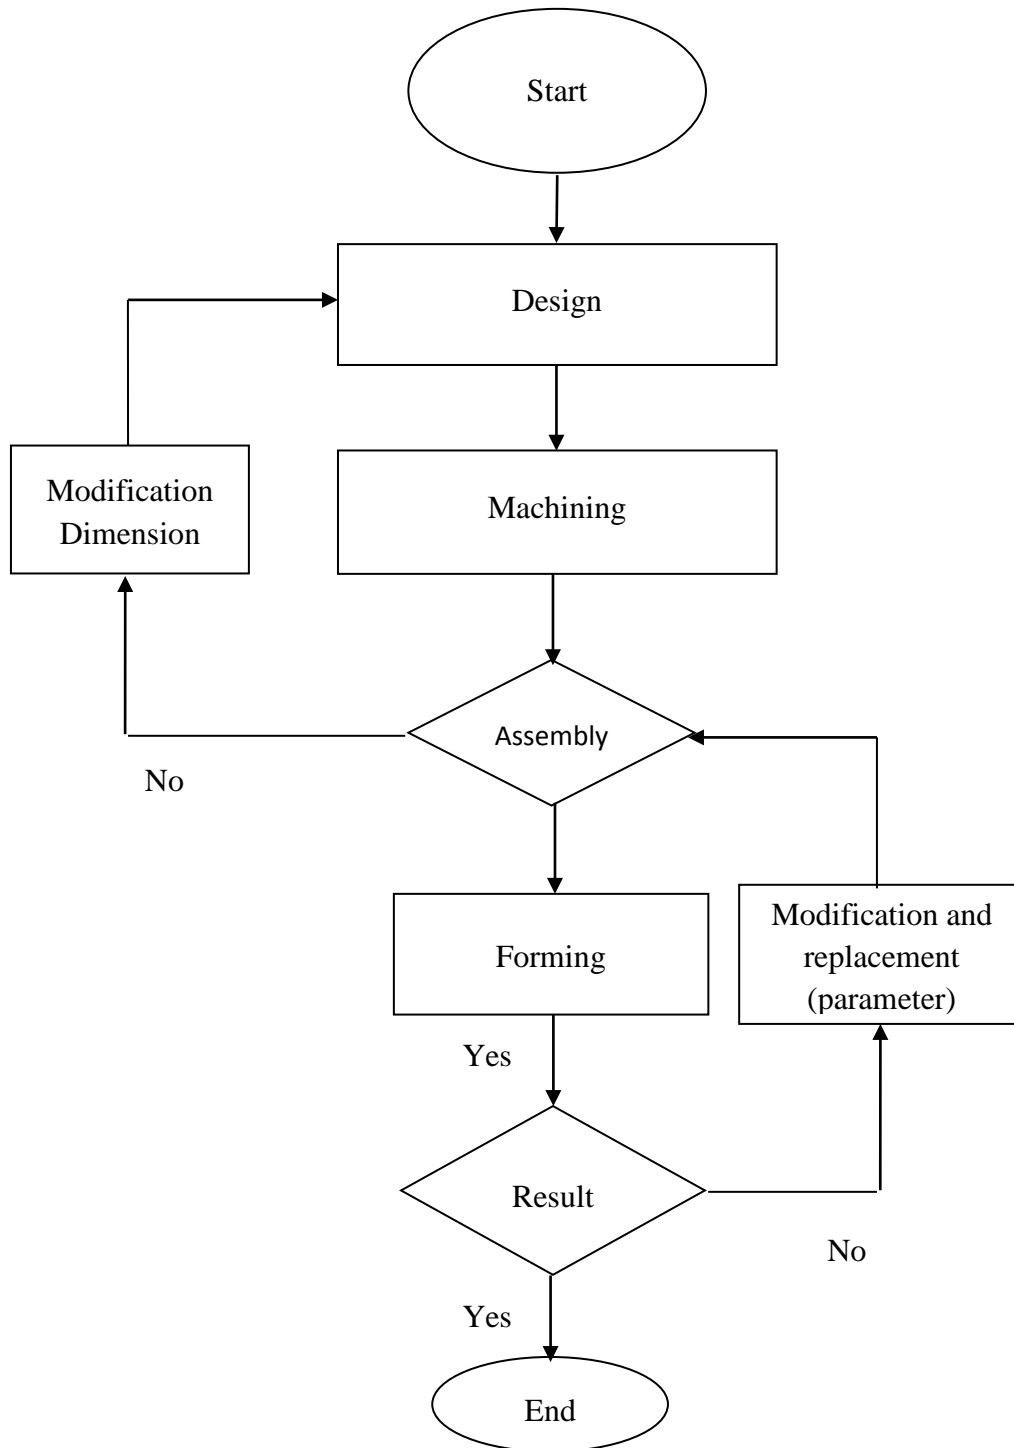 Start
Design
Modification
Dimension
Machining
Assembly
No
Modification and
replacement
(parameter)
Forming
Yes
Result
No
Yes
End